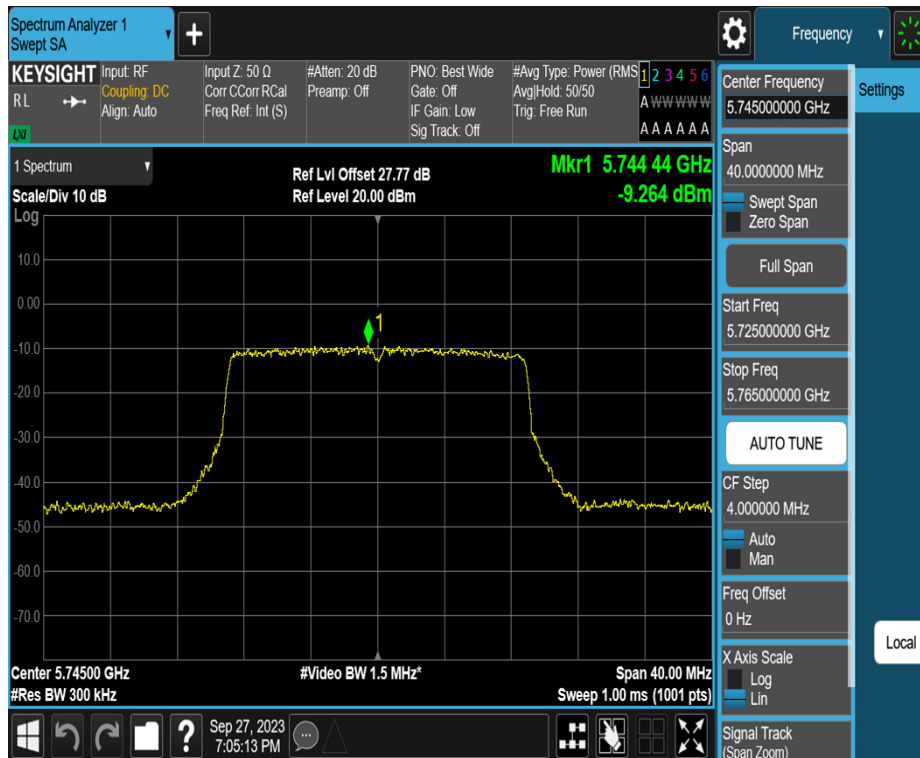 Spectrum Analyzer 1
Swept SA
+
Frequency
KEYSIGHT
R L
LXI
Input: RF
Coupling: DC
Align: Auto
Input Z: 50 Ω
Corr CCorr RCal
Freq Ref: Int (S)
#Atten: 20 dB
Preamp: Off
PNO: Best Wide
Gate: Off
IF Gain: Low
Sig Track: Off
#Avg Type: Power (RMS
Avg|Hold: 50/50
Trig: Free Run
1 2 3 4 5 6
A W W W W W
A A A A A A
1 Spectrum
Scale/Div 10 dB
Log
Ref Lvl Offset 27.77 dB
Ref Level 20.00 dBm
Mkr1 5.744 44 GHz
-9.264 dBm
10.0
0.00
-10.0
-20.0
-30.0
-40.0
-50.0
-60.0
-70.0
1
Center 5.74500 GHz
#Res BW 300 kHz
#Video BW 1.5 MHz*
Span 40.00 MHz
Sweep 1.00 ms (1001 pts)
?
Sep 27, 2023
7:05:13 PM
Center Frequency
5.745000000 GHz
Span
40.0000000 MHz
Swept Span
Zero Span
Full Span
Start Freq
5.725000000 GHz
Stop Freq
5.765000000 GHz
AUTO TUNE
CF Step
4.000000 MHz
Auto
Man
Freq Offset
0 Hz
X Axis Scale
Log
Lin
Signal Track
(Span Zoom)
Settings
Local